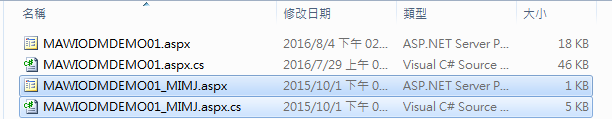 名稱 修改日期 類型 大小
MAWIODMDEMO01.aspx 2016/8/4 下午 02... ASP.NET Server P... 18 KB
MAWIODMDEMO01.aspx.cs 2016/7/29 上午 0... Visual C# Source ... 46 KB
MAWIODMDEMO01_MIMJ.aspx 2015/10/1 下午 0... ASP.NET Server P... 1 KB
MAWIODMDEMO01_MIMJ.aspx.cs 2015/10/1 下午 0... Visual C# Source ... 5 KB